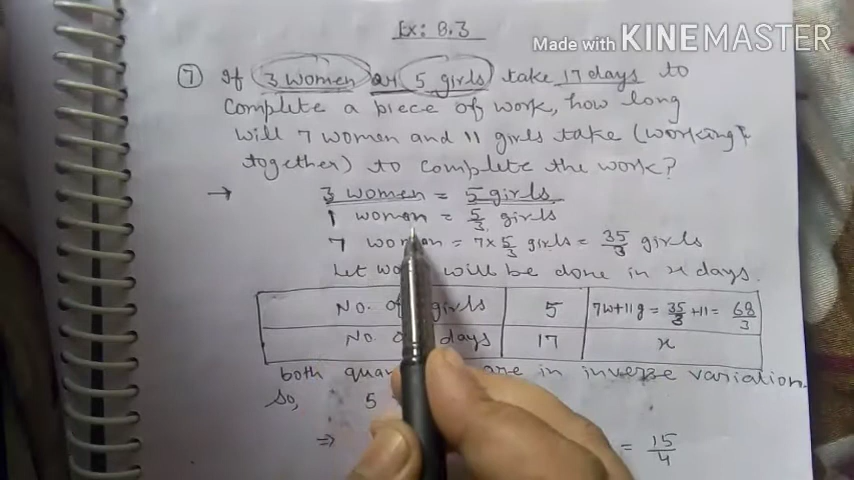 Ex: 8.3
Made with KINEMASTER
7 If 3 women or 5 girls take 17 days to
complete a piece of work, how long
will 7 women and 11 girls take (working
together) to complete the work?
→ 3 women = 5 girls
1 women = 5/3 girls
7 women = 7 × 5/3 girls = 35/3 girls
Let will be done in x days.
No. girls 5 7w+11g = 35/3 + 11 = 68/3
No. days 17 x
both are in inverse variation.
So, 5
⇒ = 15/4